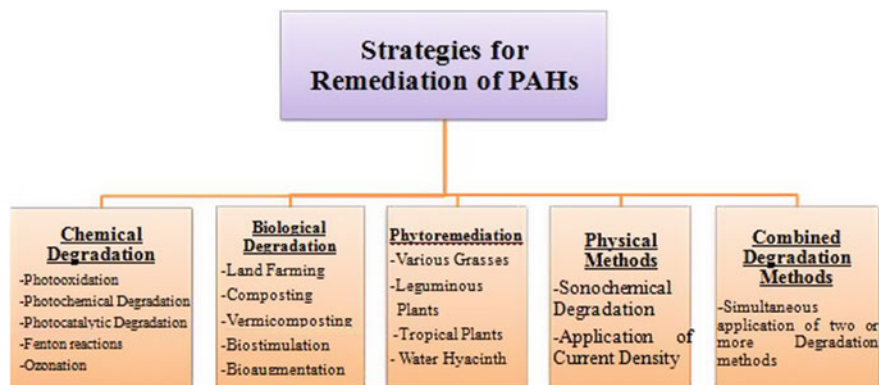 Strategies for
Remediation of PAHs
Chemical
Degradation
-Photooxidation
-Photochemical Degradation
-Photocatalytic Degradation
-Fenton reactions
-Ozonation
Biological
Degradation
-Land Farming
-Composting
-Vermicomposting
-Biostimulation
-Bioaugmentation
Phytoremediation
-Various Grasses
-Leguminous
Plants
-Tropical Plants
- Water Hyacinth
Physical
Methods
-Sonochemical
Degradation
-Application of
Current Density
Combined
Degradation
Methods
-Simultaneous
application of two or
more Degradation
methods